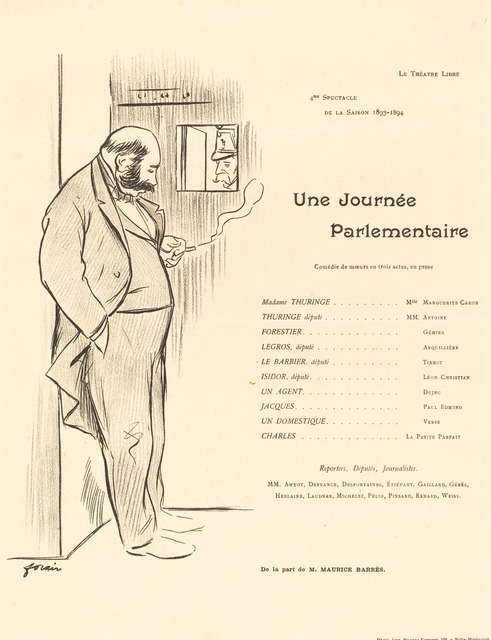 Le Théatre Libre
4me Spectacle
de la Saison 1893-1894
Une Journée
Parlementaire
Comédie de mœurs en trois actes, en prose
Madame THURINGE . . . . . . . . . . Mlle Marguerite Caron
THURINGE député . . . . . . . . . . MM. Antoine
FORESTIER. . . . . . . . . . . . . Gémier
LEGROS, député . . . . . . . . . . Arquillière
LE BARBIER, député . . . . . . . . . Tinbot
ISIDOR, député. . . . . . . . . . . Léon Christian
UN AGENT. . . . . . . . . . . . . Dujeu
JACQUES. . . . . . . . . . . . . Paul Edmond
UN DOMESTIQUE. . . . . . . . . . . Verse
CHARLES . . . . . . . . . . . . . La Petite Parfait
Reporters, Députés, Journalistes.
MM. Amyot, Defrance, Desfontaines, Étiévant, Gaillard, Gérès,
Herlaine, Laudner, Michelez, Pélio, Pinsard, Renard, Weiss.
De la part de M. MAURICE BARRÈS.
forain